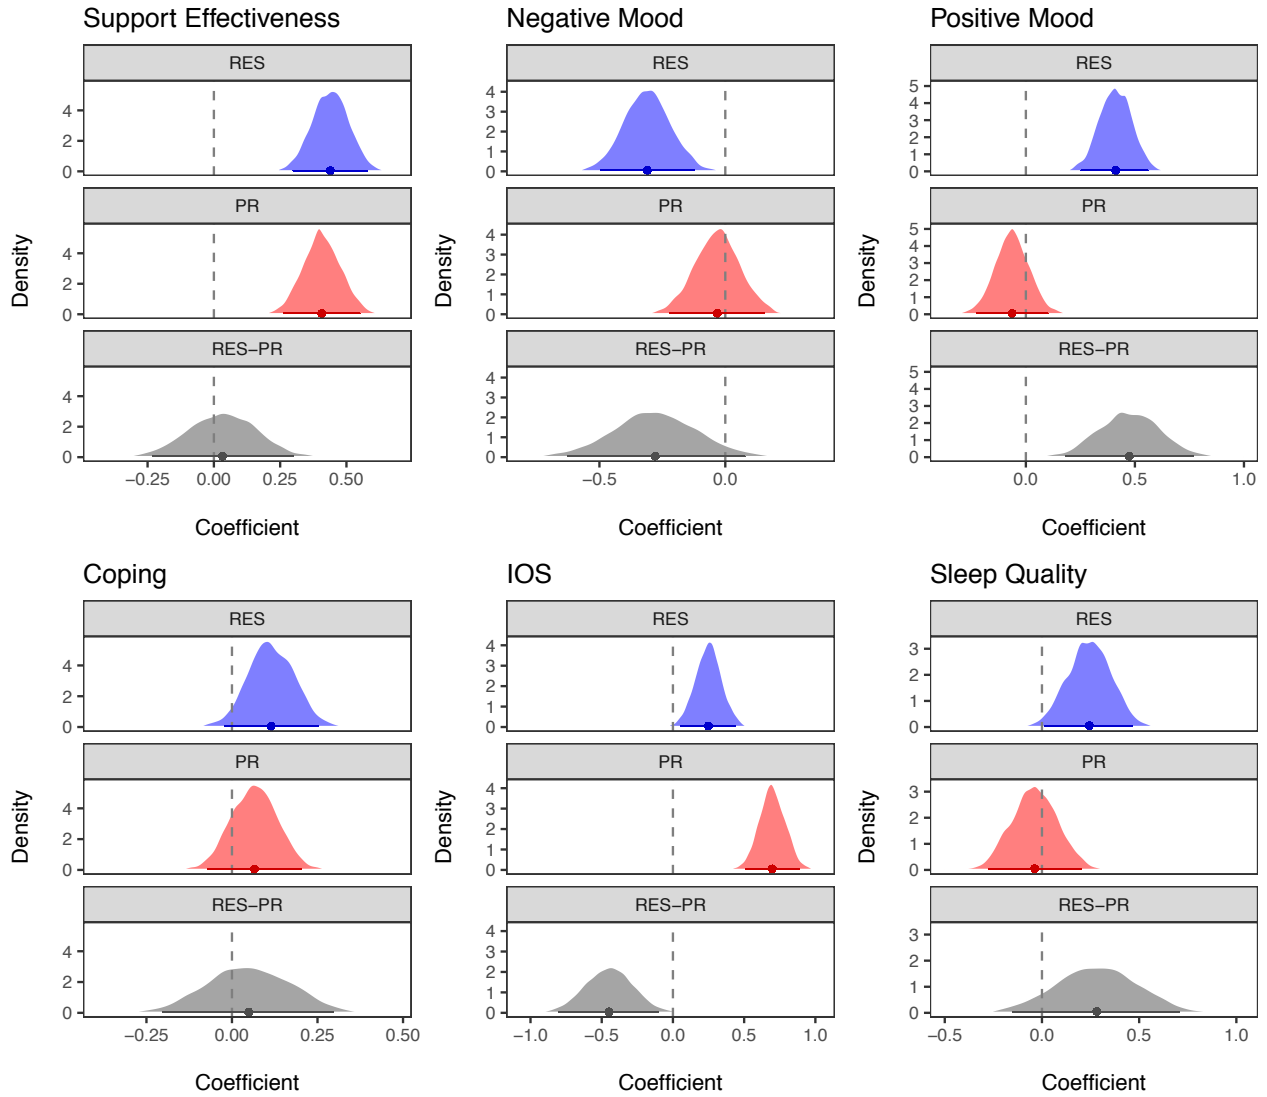 Support Effectiveness
RES
4
2
0
PR
4
2
0
RES−PR
4
2
0
−0.25 0.00 0.25 0.50
Density
Coefficient
Negative Mood
RES
4
3
2
1
0
PR
4
3
2
1
0
RES−PR
4
3
2
1
0
−0.5 0.0
Density
Coefficient
Positive Mood
RES
5
4
3
2
1
0
PR
5
4
3
2
1
0
RES−PR
5
4
3
2
1
0
0.0 0.5 1.0
Density
Coefficient
Coping
RES
4
2
0
PR
4
2
0
RES−PR
4
2
0
−0.25 0.00 0.25 0.50
Density
Coefficient
IOS
RES
4
3
2
1
0
PR
4
3
2
1
0
RES−PR
4
3
2
1
0
−1.0 −0.5 0.0 0.5 1.0
Density
Coefficient
Sleep Quality
RES
3
2
1
0
PR
3
2
1
0
RES−PR
3
2
1
0
−0.5 0.0 0.5 1.0
Density
Coefficient